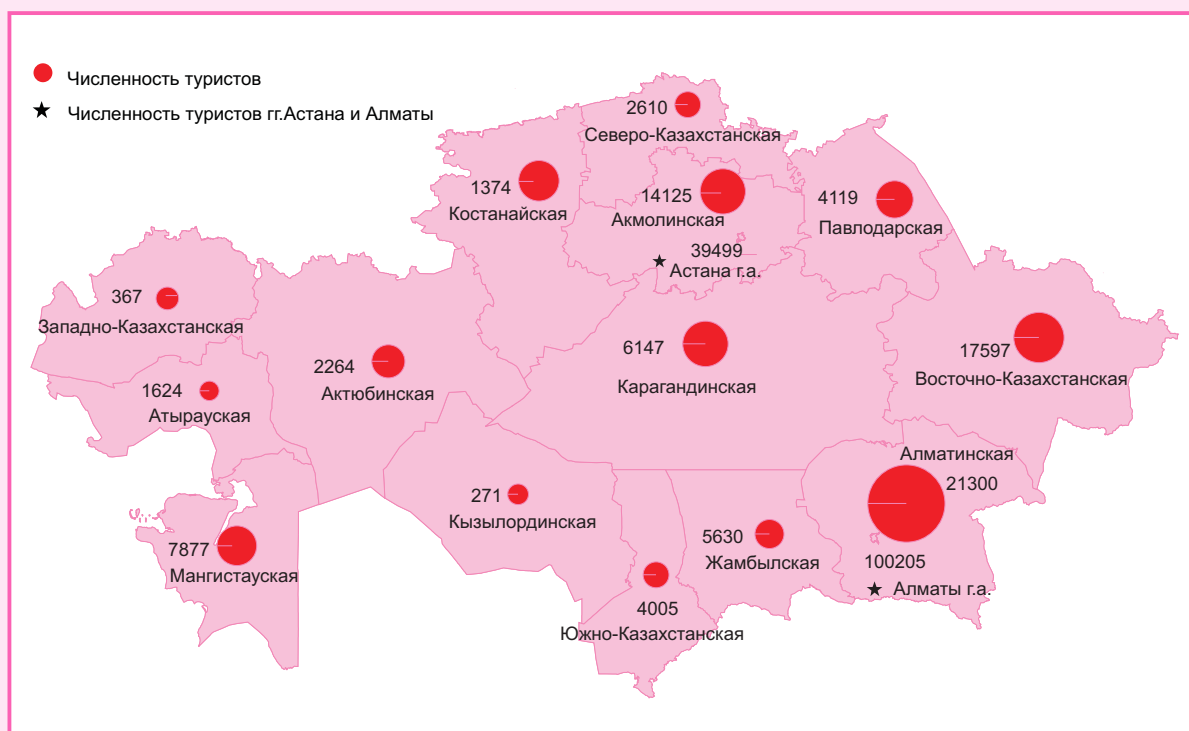 Численность туристов
Численность туристов гг.Астана и Алматы
2610
Северо-Казахстанская
1374
Костанайская
14125
Акмолинская
4119
Павлодарская
39499
Астана г.а.
367
Западно-Казахстанская
2264
Актюбинская
6147
Карагандинская
17597
Восточно-Казахстанская
1624
Атырауская
Алматинская
21300
271
Кызылординская
7877
Мангистауская
5630
Жамбылская
100205
Алматы г.а.
4005
Южно-Казахстанская